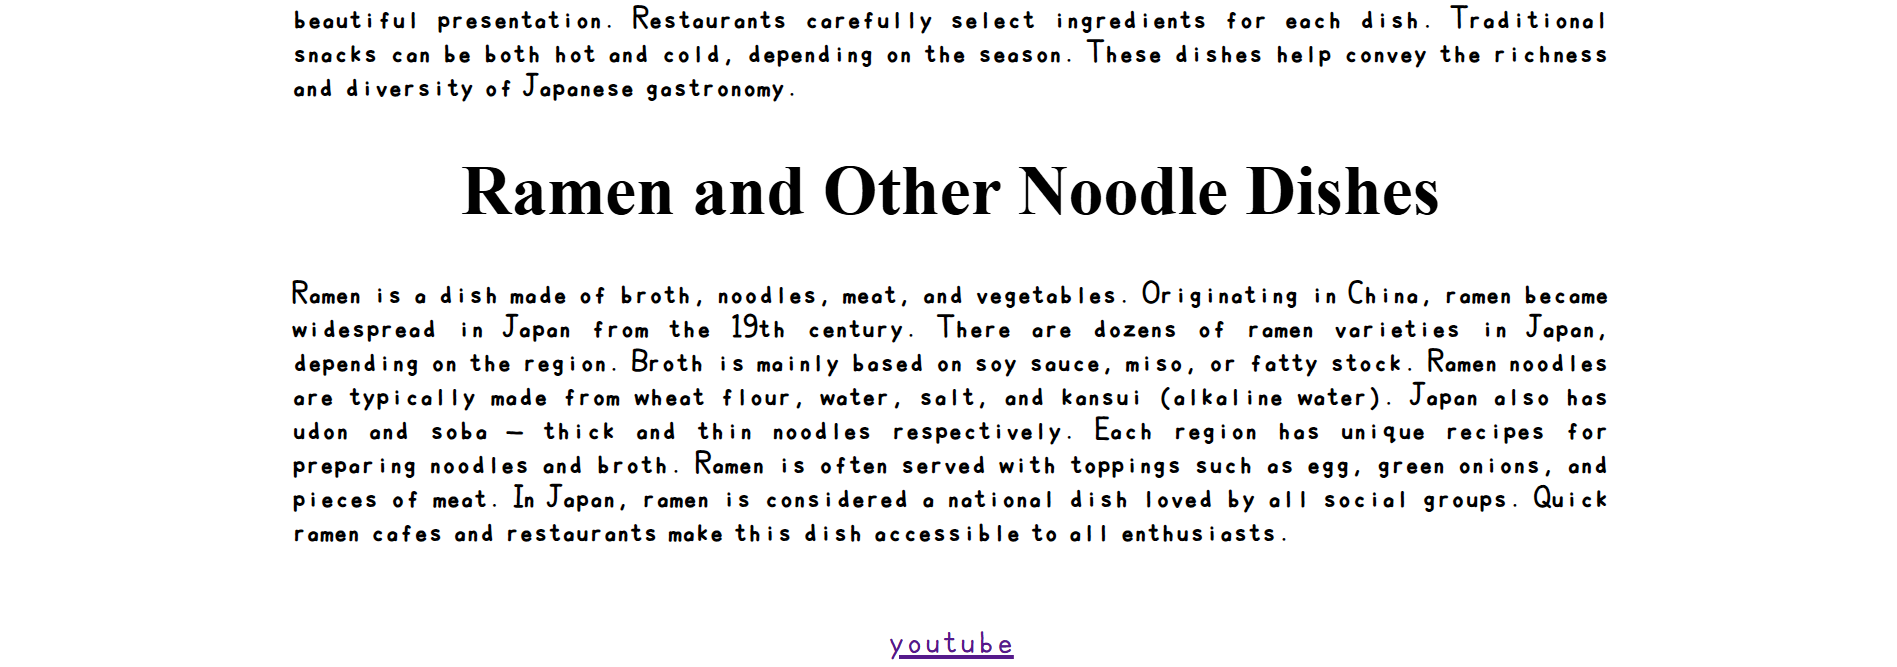 beautiful presentation. Restaurants carefully select ingredients for each dish. Traditional
snacks can be both hot and cold, depending on the season. These dishes help convey the richness
and diversity of Japanese gastronomy.
Ramen and Other Noodle Dishes
Ramen is a dish made of broth, noodles, meat, and vegetables. Originating in China, ramen became
widespread in Japan from the 19th century. There are dozens of ramen varieties in Japan,
depending on the region. Broth is mainly based on soy sauce, miso, or fatty stock. Ramen noodles
are typically made from wheat flour, water, salt, and kansui (alkaline water). Japan also has
udon and soba — thick and thin noodles respectively. Each region has unique recipes for
preparing noodles and broth. Ramen is often served with toppings such as egg, green onions, and
pieces of meat. In Japan, ramen is considered a national dish loved by all social groups. Quick
ramen cafes and restaurants make this dish accessible to all enthusiasts.
youtube